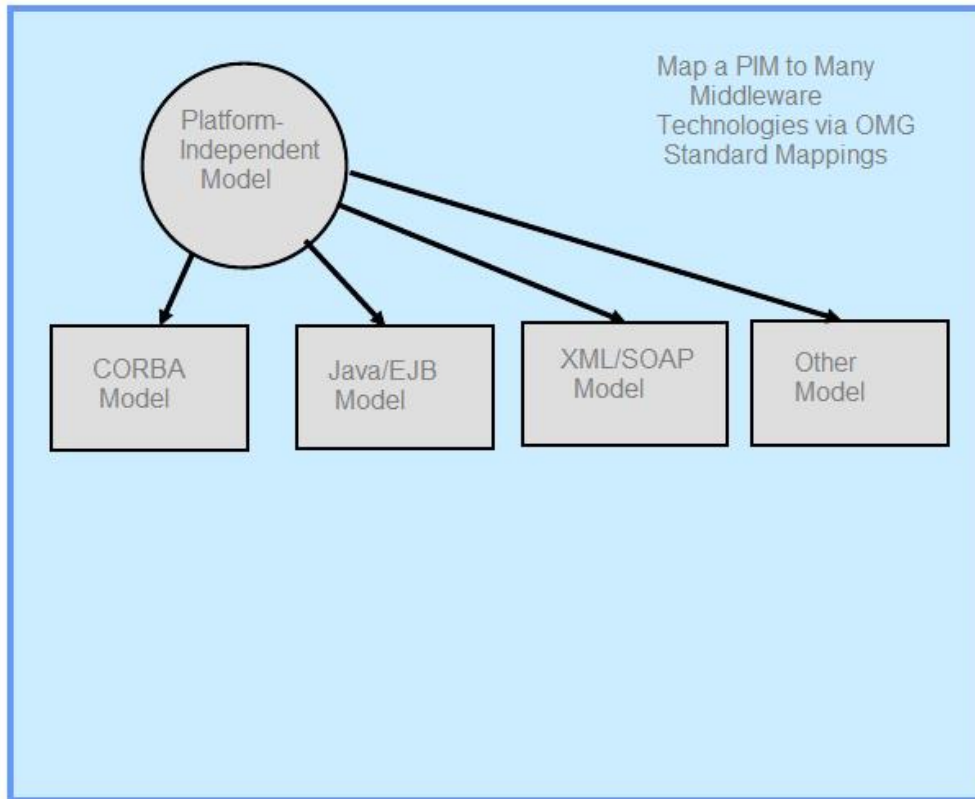 Platform-
Independent
Model
Map a PIM to Many
Middleware
Technologies via OMG
Standard Mappings
CORBA
Model
Java/EJB
Model
XML/SOAP
Model
Other
Model